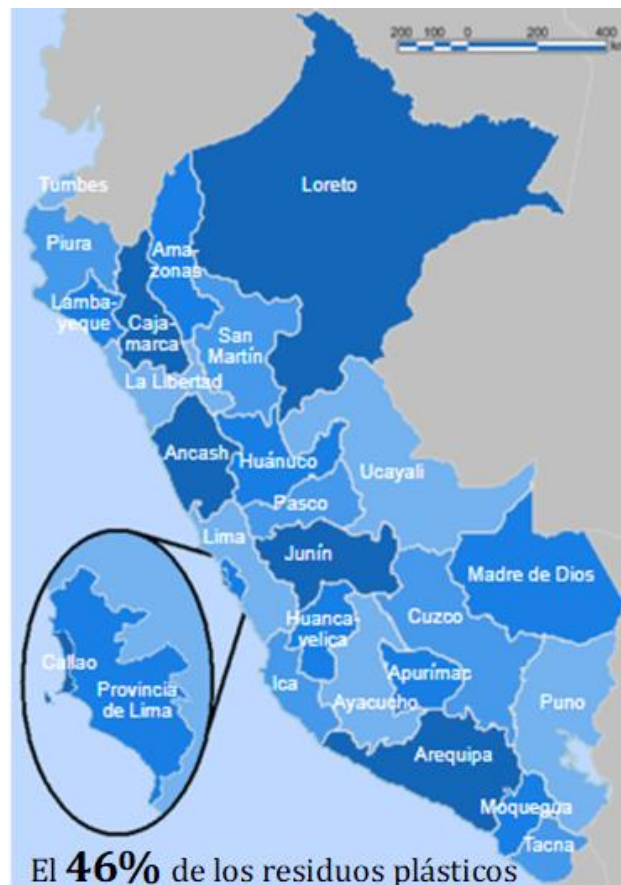 200 100 0 200 400
km
Tumbes
Loreto
Piura
Ama-
zonas
Lamba-
yeque
Caja-
marca
San
Martín
La Libertad
Ancash
Huánuco
Ucayali
Pasco
Lima
Junín
Madre de Dios
Huanca-
velica
Cuzco
Callao
Provincia
de Lima
Ica
Apurímac
Ayacucho
Puno
Arequipa
Moquegua
Tacna
El 46% de los residuos plásticos